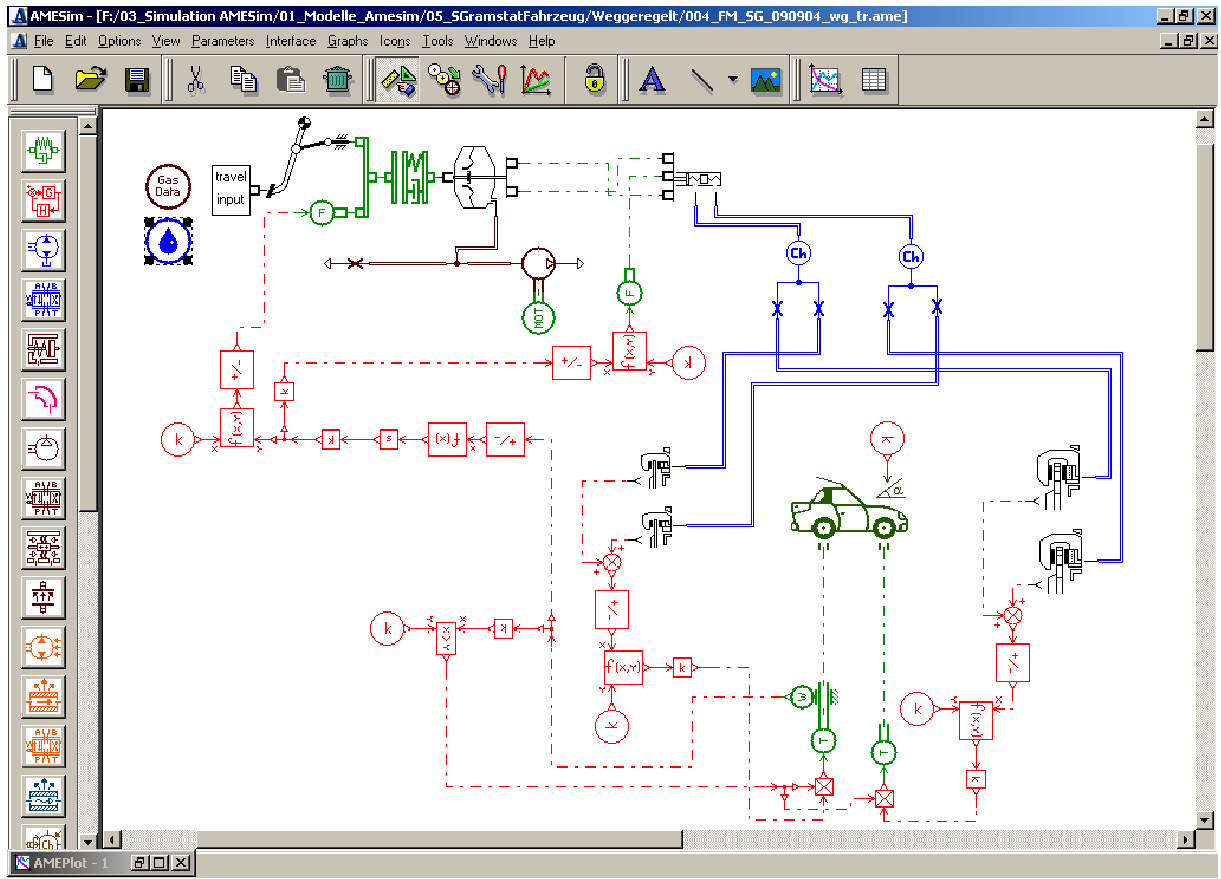 AMESim - [F:/03_Simulation AMESim/01_Modelle_Amesim/05_SGramstatFahrzeug/Weggeregelt/004_FM_SG_090904_wg_tr.ame]
File Edit Options View Parameters Interface Graphs Icons Tools Windows Help
Gas
Data
travel
input
F
Ch
Ch
MOT
F
+/-
f(x,y)
k
x
y
+/-
k
k
f(x,y)
x
y
k
s
f(x)
x
-/+
k
α
+
+
-/+
x
f(x,y)
k
y
k
k
x
+
+
-/+
k
f(x,y)
x
k
W
T
T
AMEPlot - 1